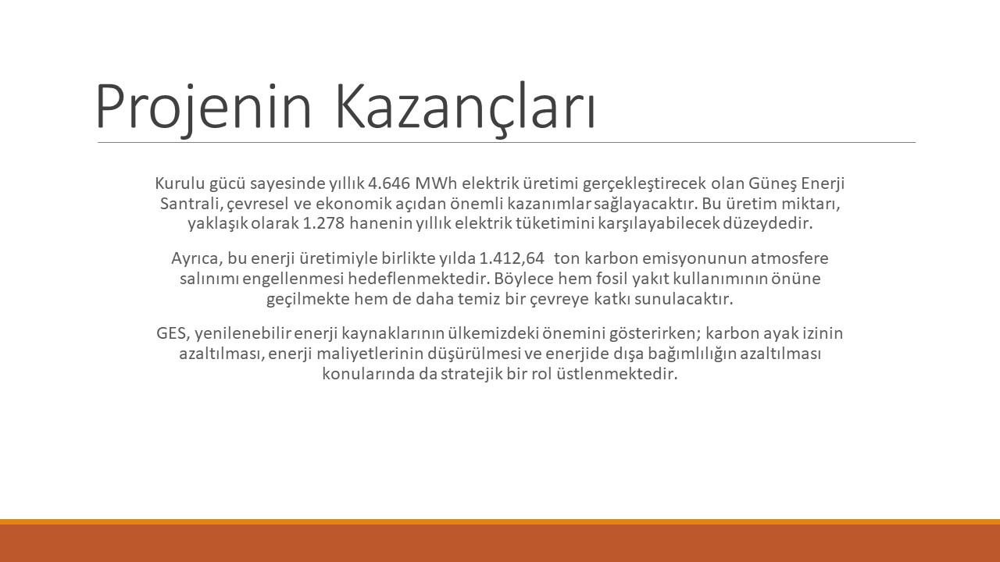 Projenin Kazançları
Kurulu gücü sayesinde yıllık 4.646 MWh elektrik üretimi gerçekleştirecek olan Güneş Enerji
Santrali, çevresel ve ekonomik açıdan önemli kazanımlar sağlayacaktır. Bu üretim miktarı,
yaklaşık olarak 1.278 hanenin yıllık elektrik tüketimini karşılayabilecek düzeydedir.
Ayrıca, bu enerji üretimiyle birlikte yılda 1.412,64  ton karbon emisyonunun atmosfere
salınımı engellenmesi hedeflenmektedir. Böylece hem fosil yakıt kullanımının önüne
geçilmekte hem de daha temiz bir çevreye katkı sunulacaktır.
GES, yenilenebilir enerji kaynaklarının ülkemizdeki önemini gösterirken; karbon ayak izinin
azaltılması, enerji maliyetlerinin düşürülmesi ve enerjide dışa bağımlılığın azaltılması
konularında da stratejik bir rol üstlenmektedir.